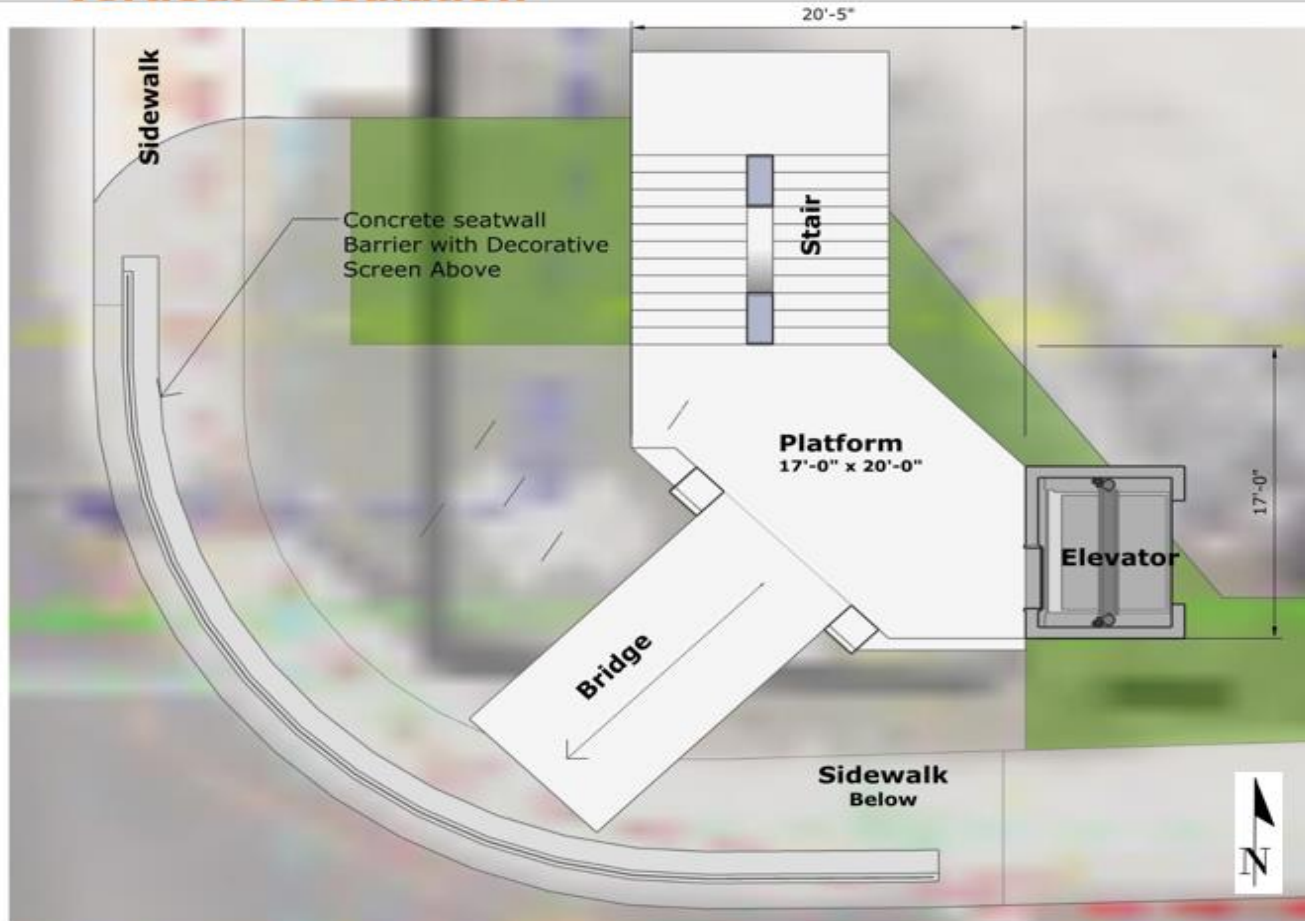 20'-5"
Sidewalk
Concrete seatwall
Barrier with Decorative
Screen Above
Stair
Platform
17'-0" x 20'-0"
17'-0"
Elevator
Bridge
Sidewalk
Below
N